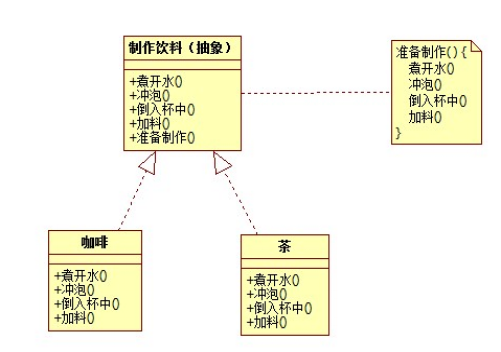 制作饮料（抽象）
+煮开水()
+冲泡()
+倒入杯中()
+加料()
+准备制作()
准备制作(){
煮开水()
冲泡()
倒入杯中()
加料()
}
咖啡
+煮开水()
+冲泡()
+倒入杯中()
+加料()
茶
+煮开水()
+冲泡()
+倒入杯中()
+加料()